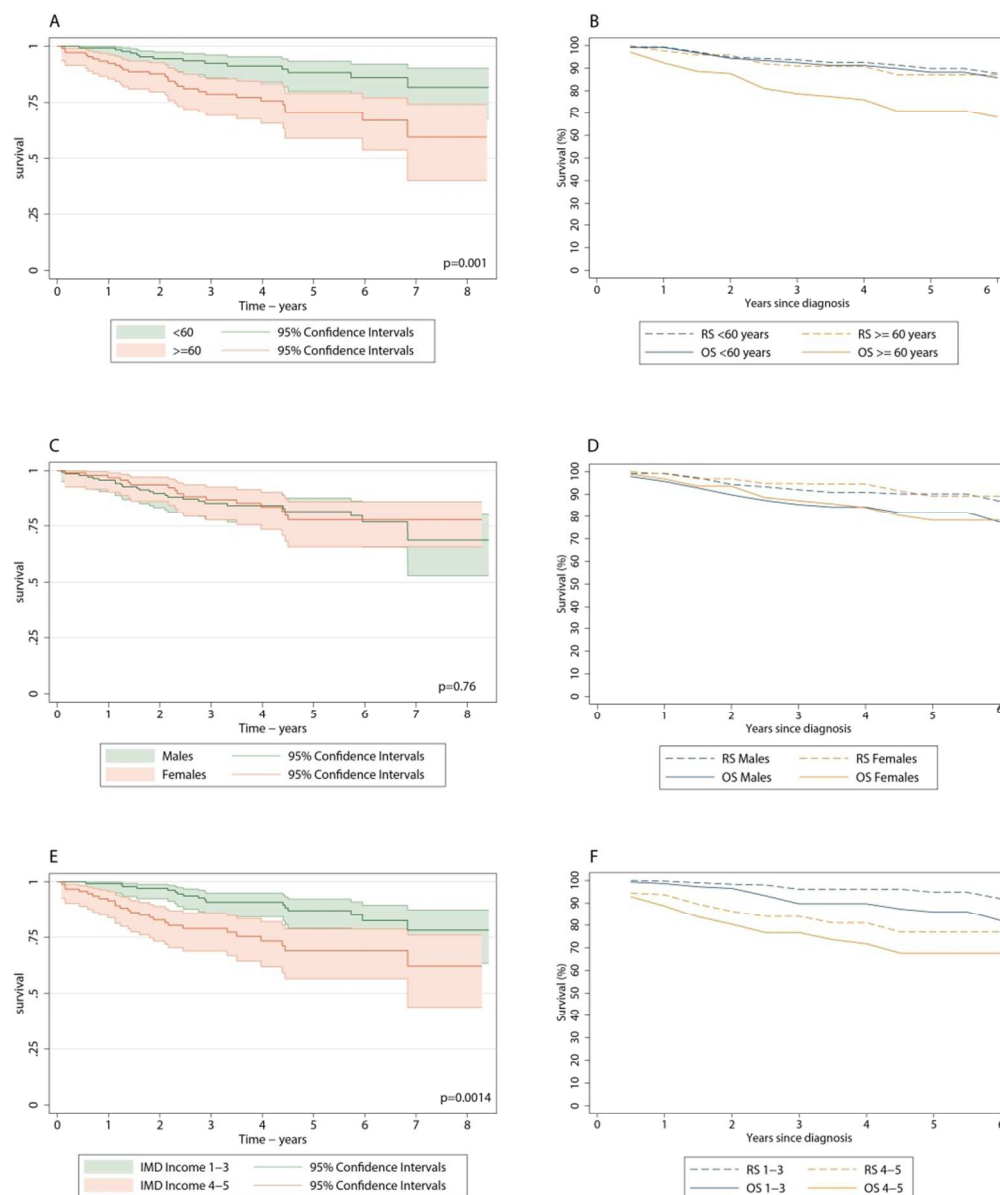 A
survival
1
.75
.5
.25
0
p=0.001
0 1 2 3 4 5 6 7 8
Time – years
<60 95% Confidence Intervals
>=60 95% Confidence Intervals
B
Survival (%)
100
90
80
70
60
50
40
30
20
10
0
0 1 2 3 4 5 6
Years since diagnosis
RS <60 years RS >= 60 years
OS <60 years OS >= 60 years
C
survival
1
.75
.5
.25
0
p=0.76
0 1 2 3 4 5 6 7 8
Time – years
Males 95% Confidence Intervals
Females 95% Confidence Intervals
D
Survival (%)
100
90
80
70
60
50
40
30
20
10
0
0 1 2 3 4 5 6
Years since diagnosis
RS Males RS Females
OS Males OS Females
E
survival
1
.75
.5
.25
0
p=0.0014
0 1 2 3 4 5 6 7 8
Time – years
IMD Income 1–3 95% Confidence Intervals
IMD Income 4–5 95% Confidence Intervals
F
Survival (%)
100
90
80
70
60
50
40
30
20
10
0
0 1 2 3 4 5 6
Years since diagnosis
RS 1–3 RS 4–5
OS 1–3 OS 4–5